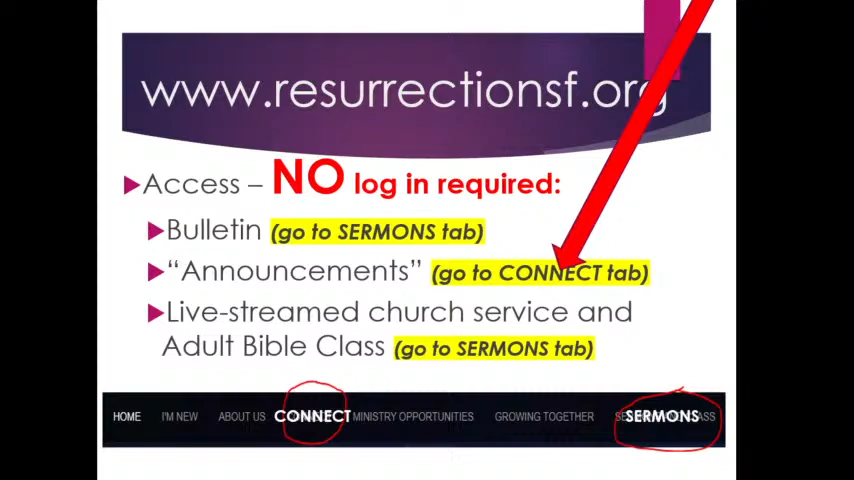 www.resurrectionsf.org
Access – NO log in required:
Bulletin (go to SERMONS tab)
“Announcements” (go to CONNECT tab)
Live-streamed church service and
Adult Bible Class (go to SERMONS tab)
HOME I'M NEW ABOUT US CONNECT MINISTRY OPPORTUNITIES GROWING TOGETHER SERMONS